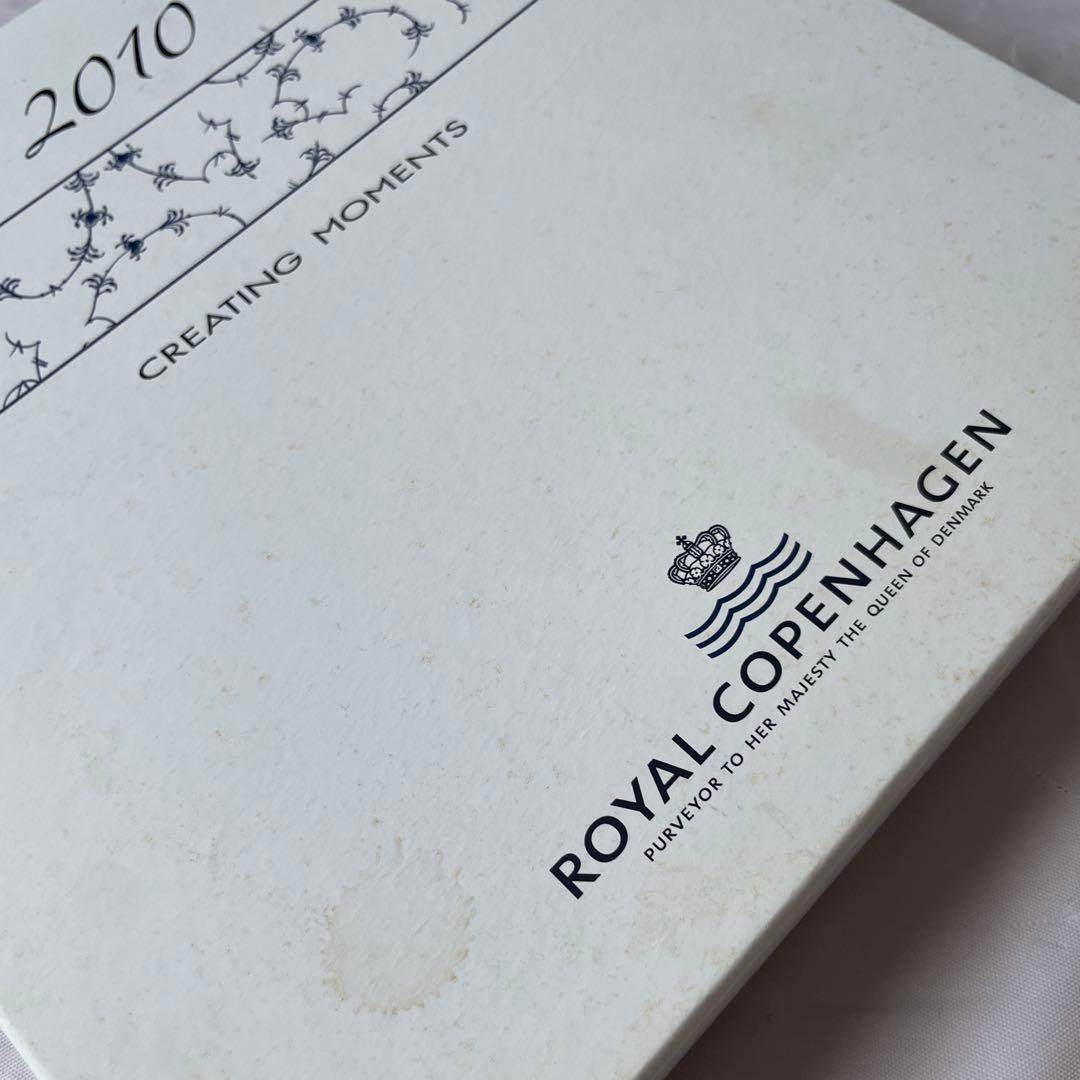 2010
CREATING MOMENTS
ROYAL COPENHAGEN
PURVEYOR TO HER MAJESTY THE QUEEN OF DENMARK